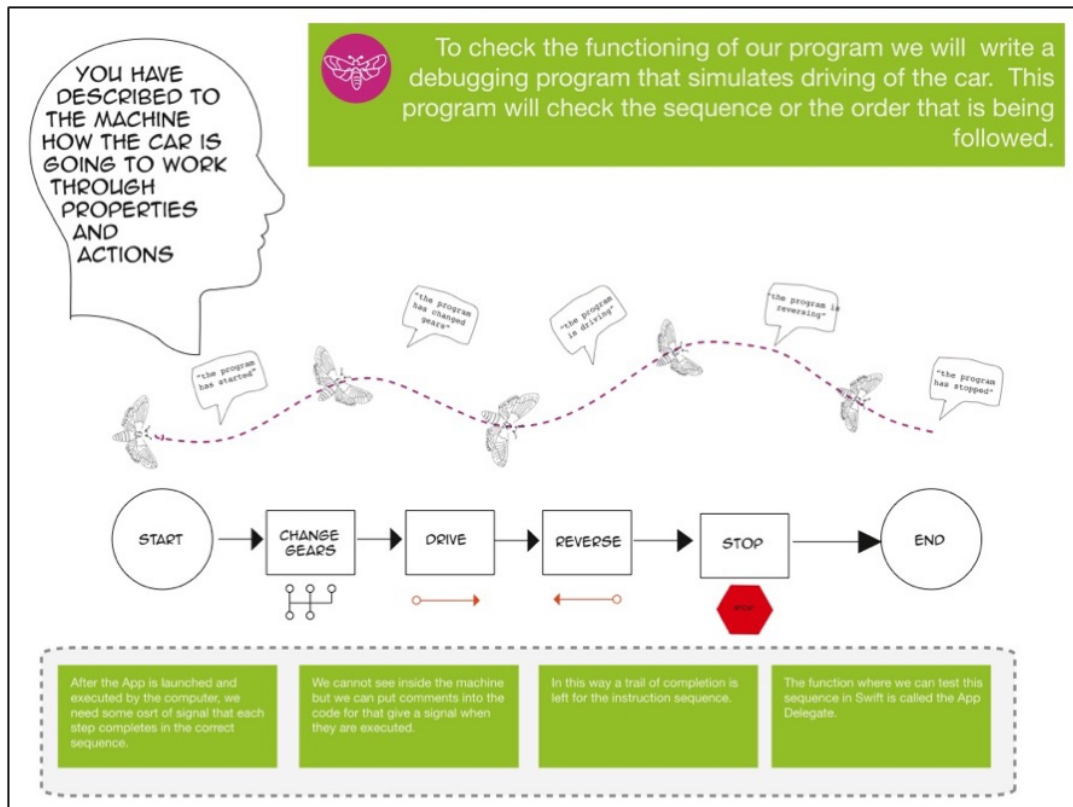 YOU HAVE
DESCRIBED TO
THE MACHINE
HOW THE CAR IS
GOING TO WORK
THROUGH
PROPERTIES
AND
ACTIONS
To check the functioning of our program we will write a
debugging program that simulates driving of the car. This
program will check the sequence or the order that is being
followed.
"the program
has started"
"the program
has changed
gears"
"the program
is driving"
"the program is
reversing"
"the program
has stopped"
START
CHANGE
GEARS
DRIVE
REVERSE
STOP
END
STOP
After the App is launched and
executed by the computer, we
need some osrt of signal that each
step completes in the correct
sequence.
We cannot see inside the machine
but we can put comments into the
code for that give a signal when
they are executed.
In this way a trail of completion is
left for the instruction sequence.
The function where we can test this
sequence in Swift is called the App
Delegate.